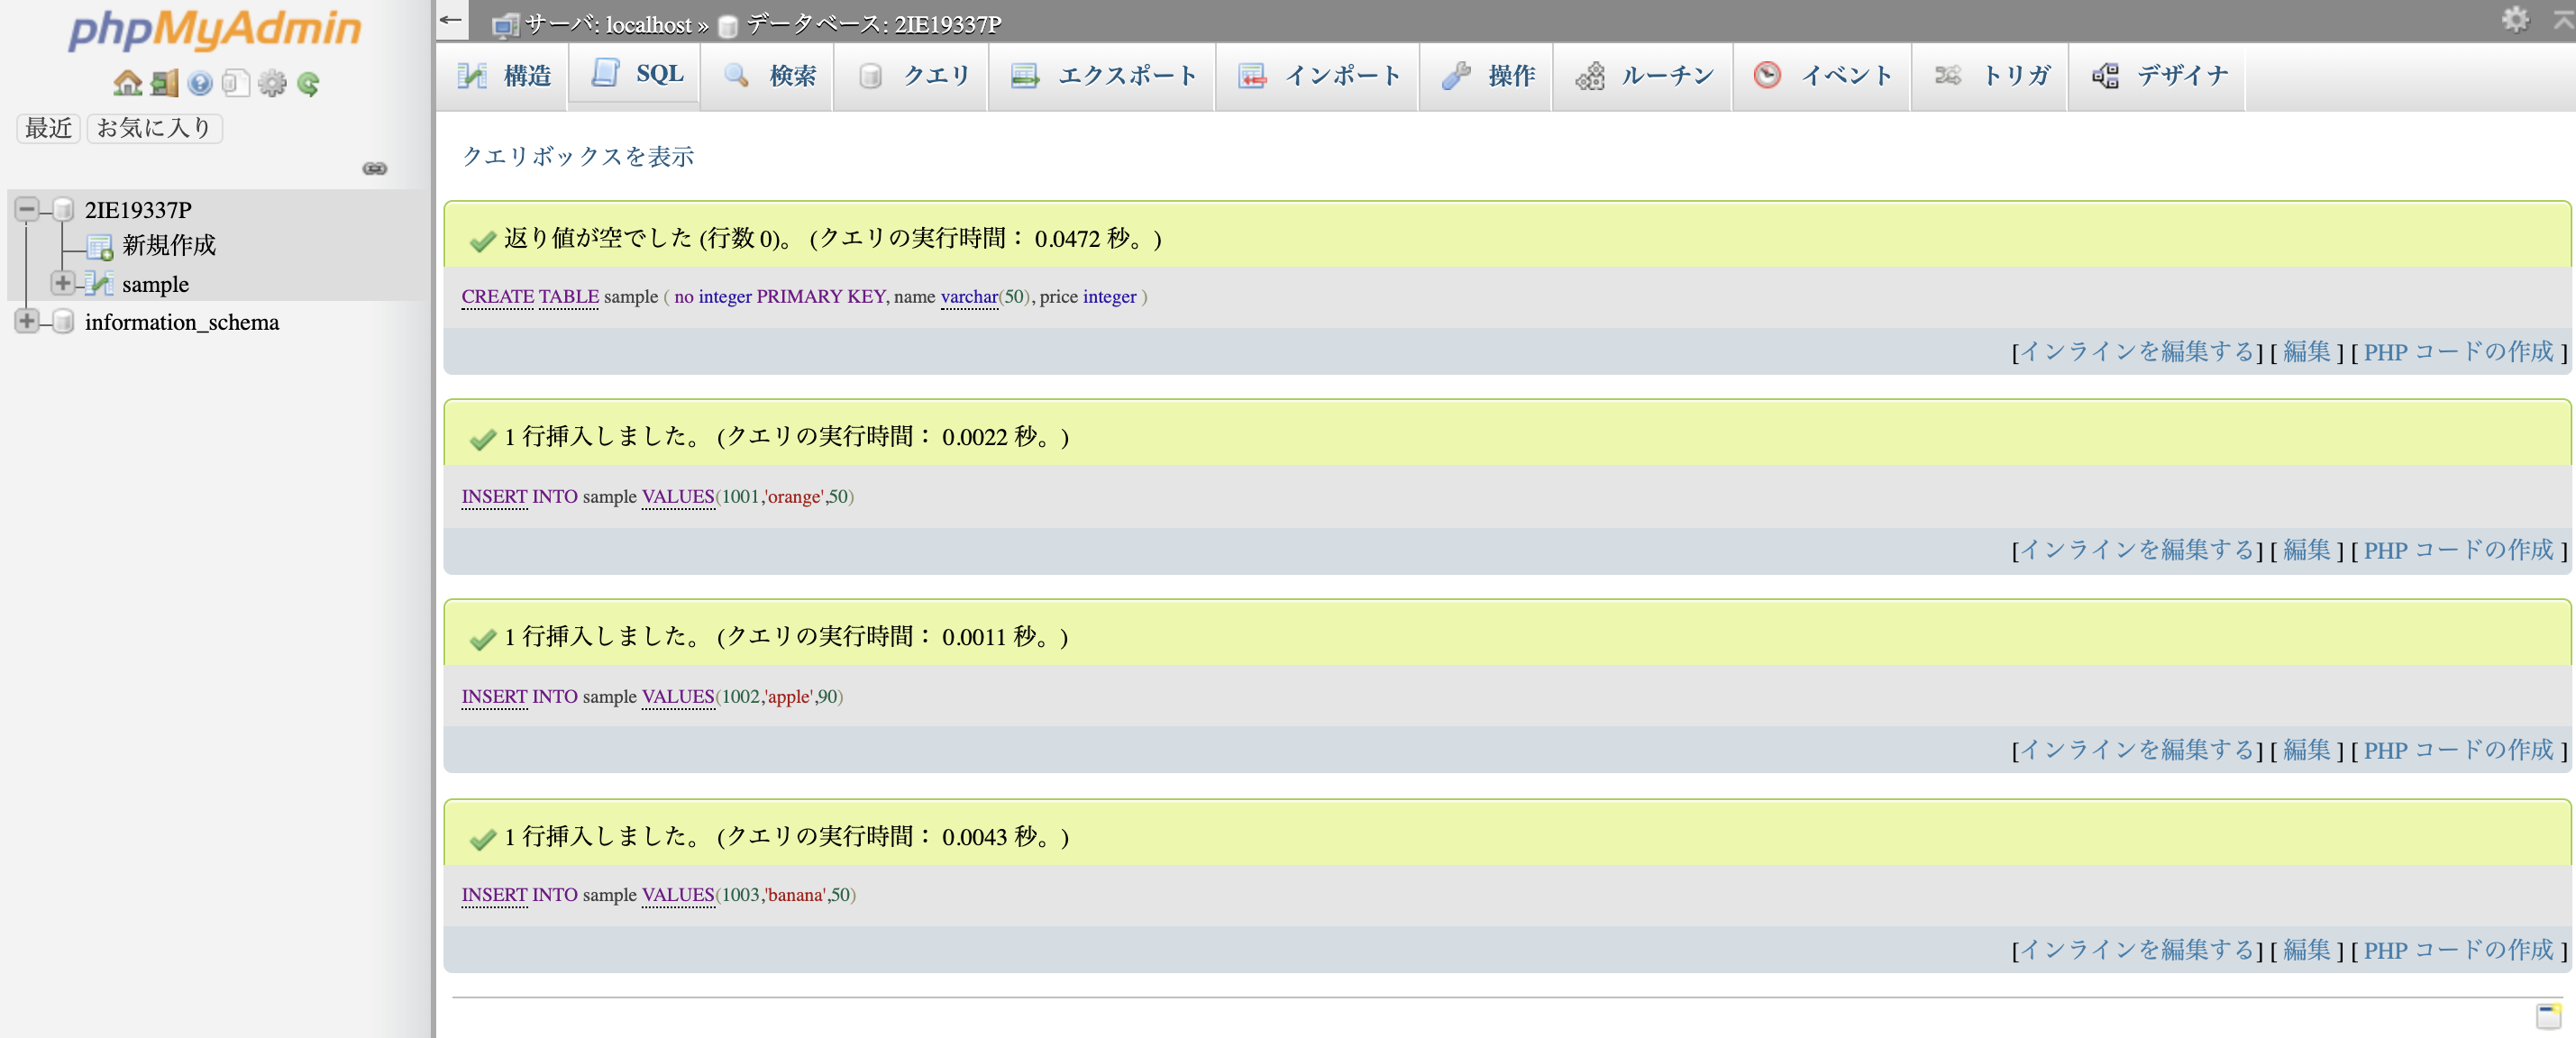 phpMyAdmin
最近 お気に入り
2IE19337P
新規作成
sample
information_schema
サーバ: localhost » データベース: 2IE19337P
構造 SQL 検索 クエリ エクスポート インポート 操作 ルーチン イベント トリガ デザイナ
クエリボックスを表示
返り値が空でした (行数 0)。 (クエリの実行時間： 0.0472 秒。)
CREATE TABLE sample ( no integer PRIMARY KEY, name varchar(50), price integer )
[インラインを編集する] [ 編集 ] [ PHP コードの作成 ]
1 行挿入しました。 (クエリの実行時間： 0.0022 秒。)
INSERT INTO sample VALUES(1001,'orange',50)
[インラインを編集する] [ 編集 ] [ PHP コードの作成 ]
1 行挿入しました。 (クエリの実行時間： 0.0011 秒。)
INSERT INTO sample VALUES(1002,'apple',90)
[インラインを編集する] [ 編集 ] [ PHP コードの作成 ]
1 行挿入しました。 (クエリの実行時間： 0.0043 秒。)
INSERT INTO sample VALUES(1003,'banana',50)
[インラインを編集する] [ 編集 ] [ PHP コードの作成 ]